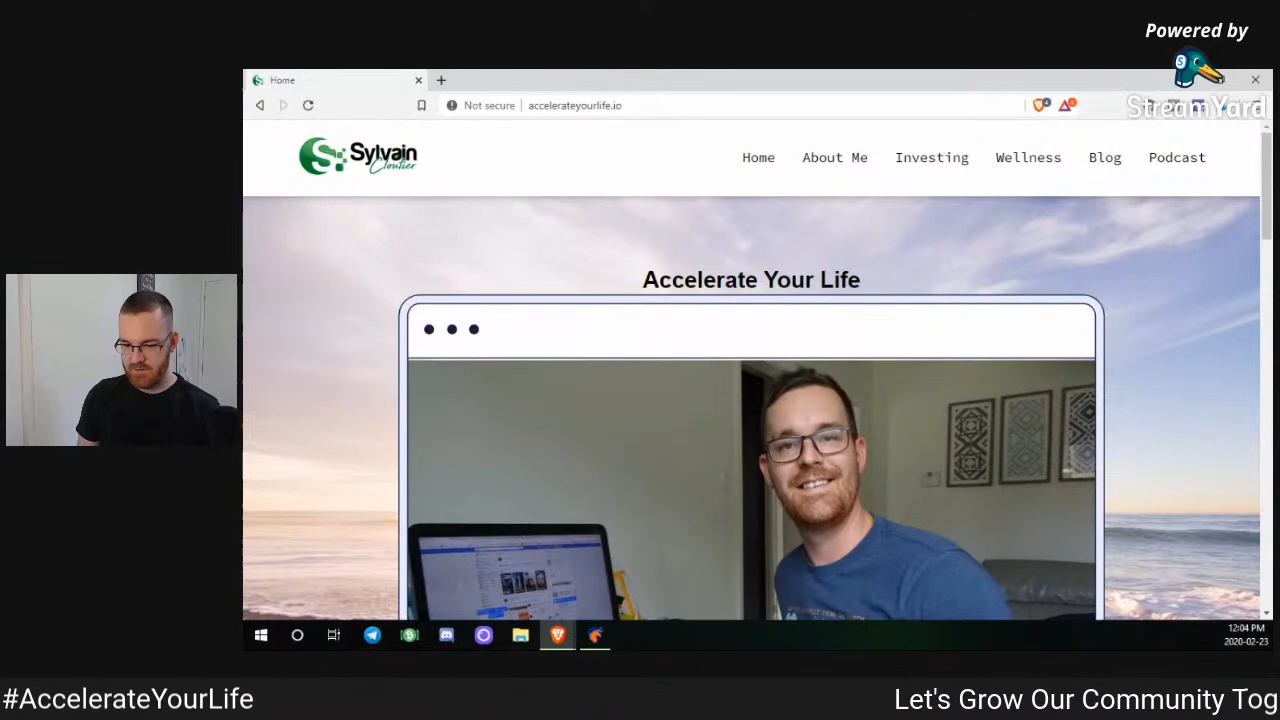 Powered by
StreamYard
Home
Not secure
accelerateyourlife.io
Sylvain
Cloutier
Home
About Me
Investing
Wellness
Blog
Podcast
Accelerate Your Life
12:04 PM
2020-02-23
#AccelerateYourLife
Let's Grow Our Community Tog